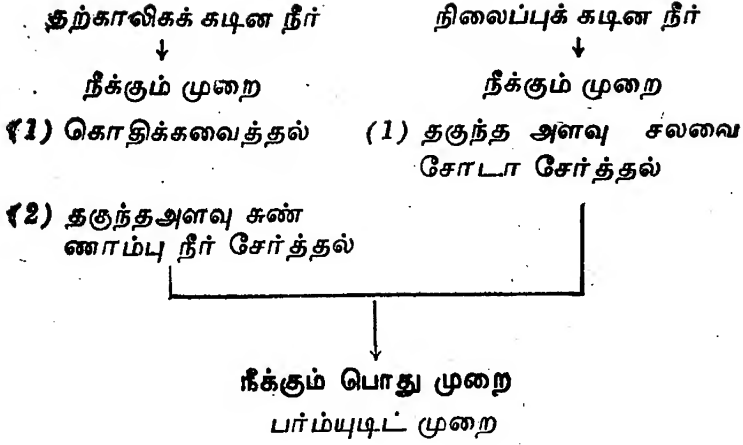 தற்காலிகக் கடின நீர்
நீக்கும் முறை
(1) கொதிக்கவைத்தல்
(2) தகுந்தஅளவு சுண்
ணாம்பு நீர் சேர்த்தல்
நிலைப்புக் கடின நீர்
நீக்கும் முறை
(1) தகுந்த அளவு சலவை
சோடா சேர்த்தல்
நீக்கும் பொது முறை
பர்ம்யுடிட் முறை